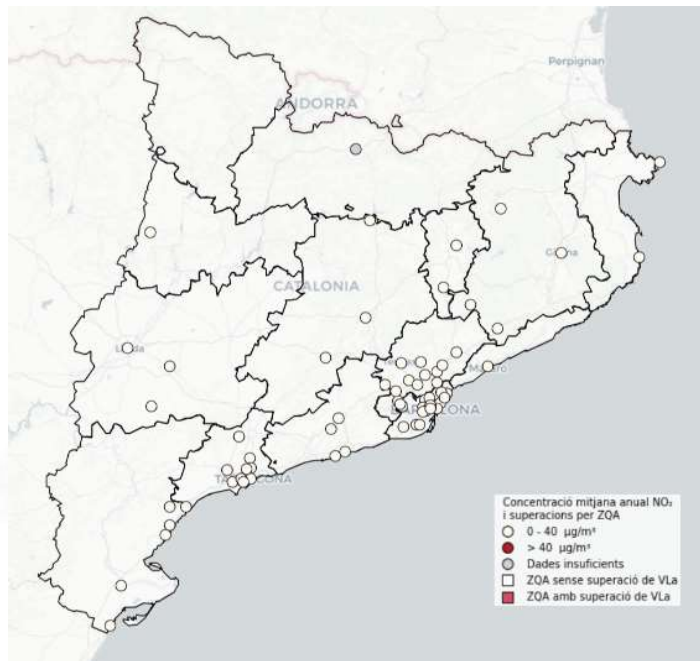 Perpignan
ANDORRA
Girona
CATALONIA
Lleida
Mataró
BARCELONA
TARRAGONA
Concentració mitjana anual NO₂
i superacions per ZQA
0 - 40 µg/m³
> 40 µg/m³
Dades insuficients
ZQA sense superació de VLa
ZQA amb superació de VLa